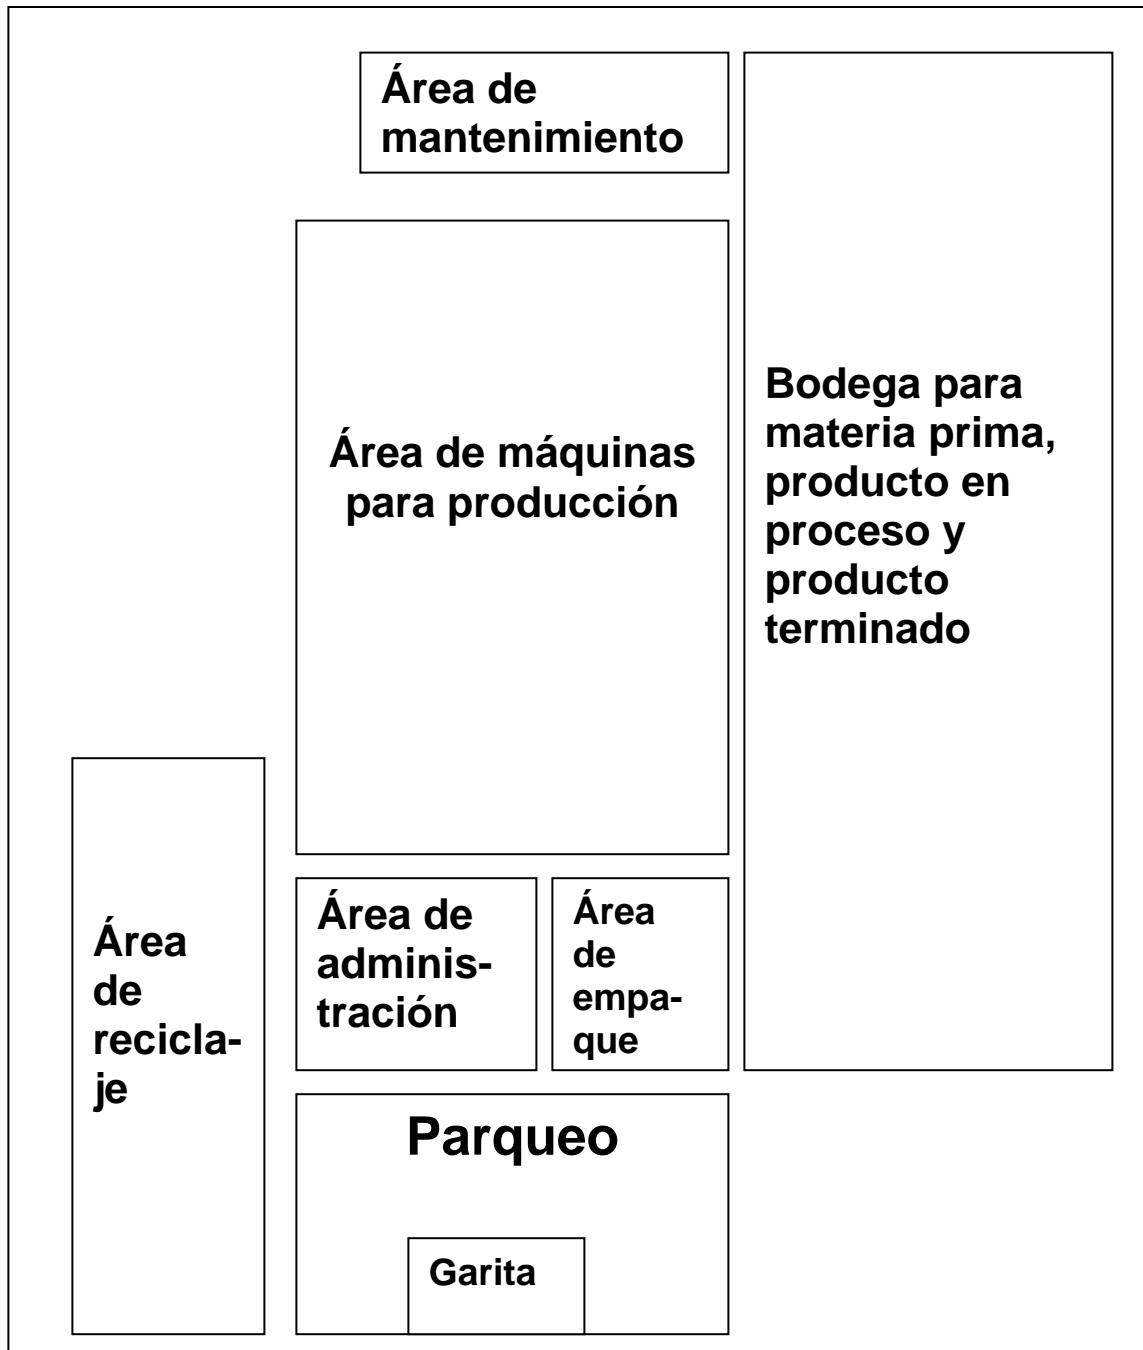 Área de
mantenimiento
Área de máquinas
para producción
Bodega para
materia prima,
producto en
proceso y
producto
terminado
Área
de
recicla-
je
Área de
adminis-
tración
Área
de
empa-
que
Parqueo
Garita